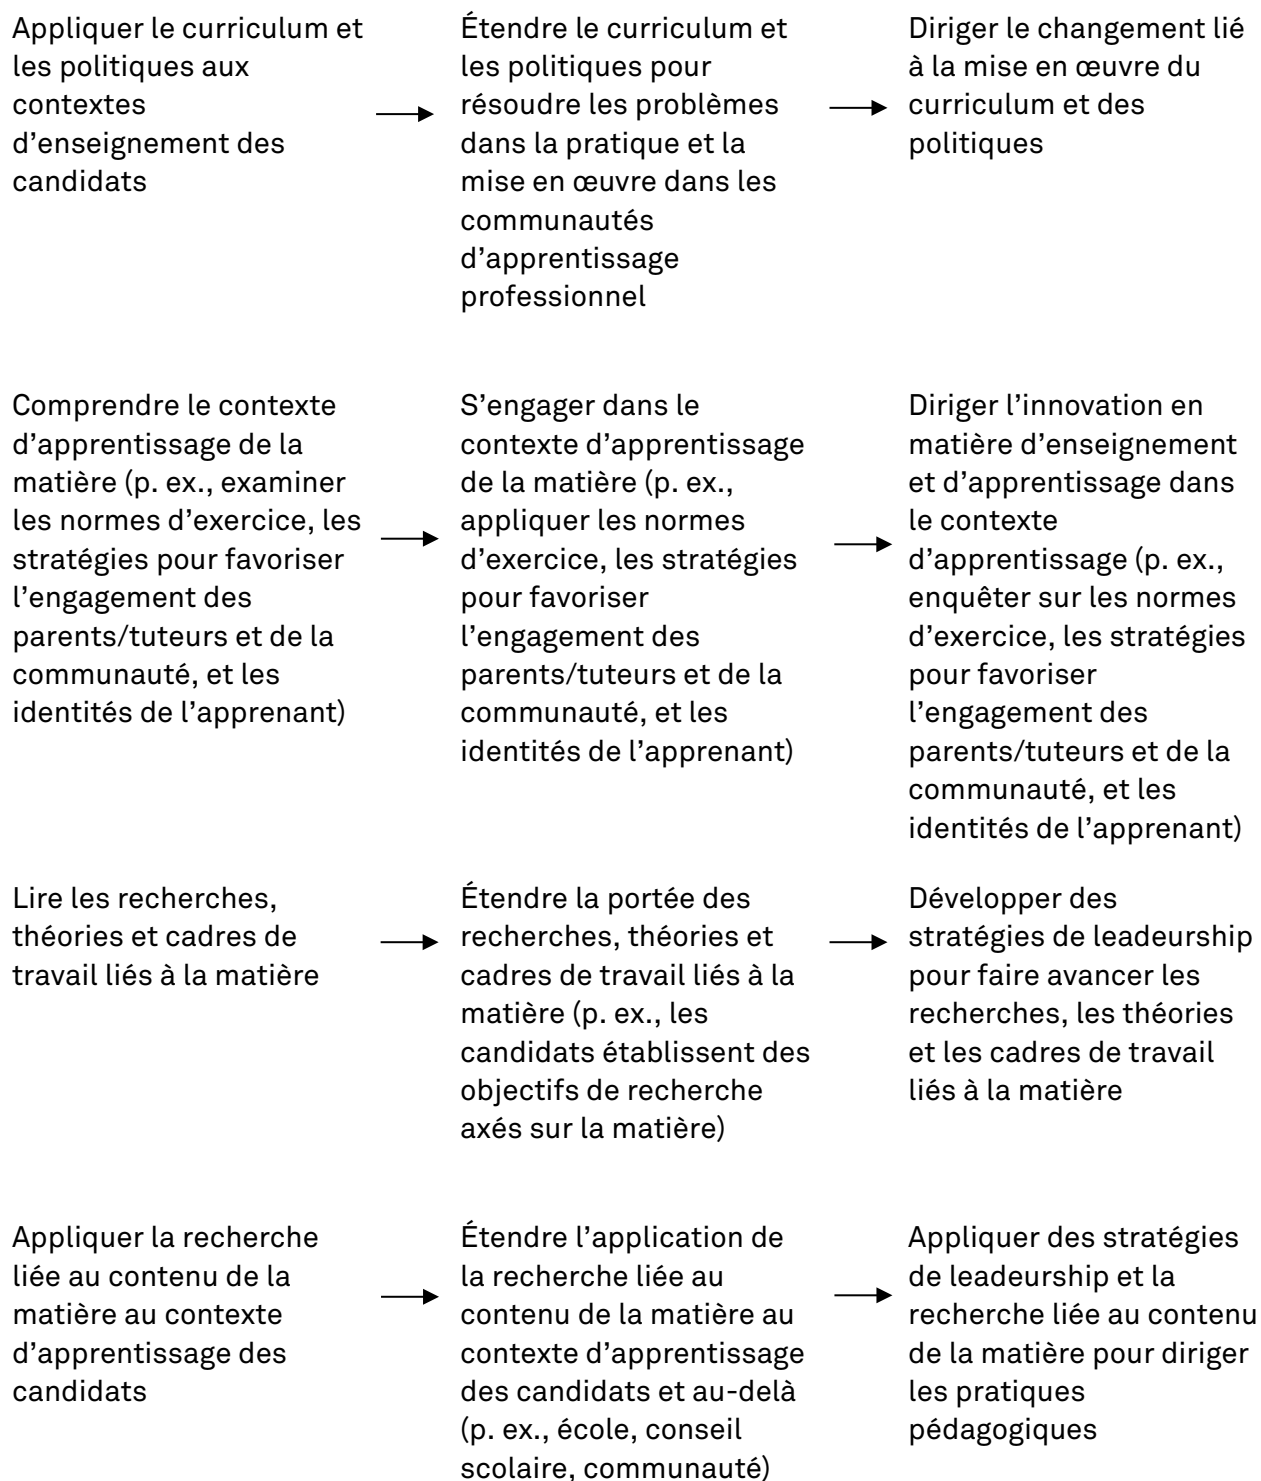 Appliquer le curriculum et
les politiques aux
contextes
d’enseignement des
candidats
Étendre le curriculum et
les politiques pour
résoudre les problèmes
dans la pratique et la
mise en œuvre dans les
communautés
d’apprentissage
professionnel
Diriger le changement lié
à la mise en œuvre du
curriculum et des
politiques
Comprendre le contexte
d’apprentissage de la
matière (p. ex., examiner
les normes d’exercice, les
stratégies pour favoriser
l’engagement des
parents/tuteurs et de la
communauté, et les
identités de l’apprenant)
S’engager dans le
contexte d’apprentissage
de la matière (p. ex.,
appliquer les normes
d’exercice, les stratégies
pour favoriser
l’engagement des
parents/tuteurs et de la
communauté, et les
identités de l’apprenant)
Diriger l’innovation en
matière d’enseignement
et d’apprentissage dans
le contexte
d’apprentissage (p. ex.,
enquêter sur les normes
d’exercice, les stratégies
pour favoriser
l’engagement des
parents/tuteurs et de la
communauté, et les
identités de l’apprenant)
Lire les recherches,
théories et cadres de
travail liés à la matière
Étendre la portée des
recherches, théories et
cadres de travail liés à la
matière (p. ex., les
candidats établissent des
objectifs de recherche
axés sur la matière)
Développer des
stratégies de leadeurship
pour faire avancer les
recherches, les théories
et les cadres de travail
liés à la matière
Appliquer la recherche
liée au contenu de la
matière au contexte
d’apprentissage des
candidats
Étendre l’application de
la recherche liée au
contenu de la matière au
contexte d’apprentissage
des candidats et au-delà
(p. ex., école, conseil
scolaire, communauté)
Appliquer des stratégies
de leadeurship et la
recherche liée au contenu
de la matière pour diriger
les pratiques
pédagogiques